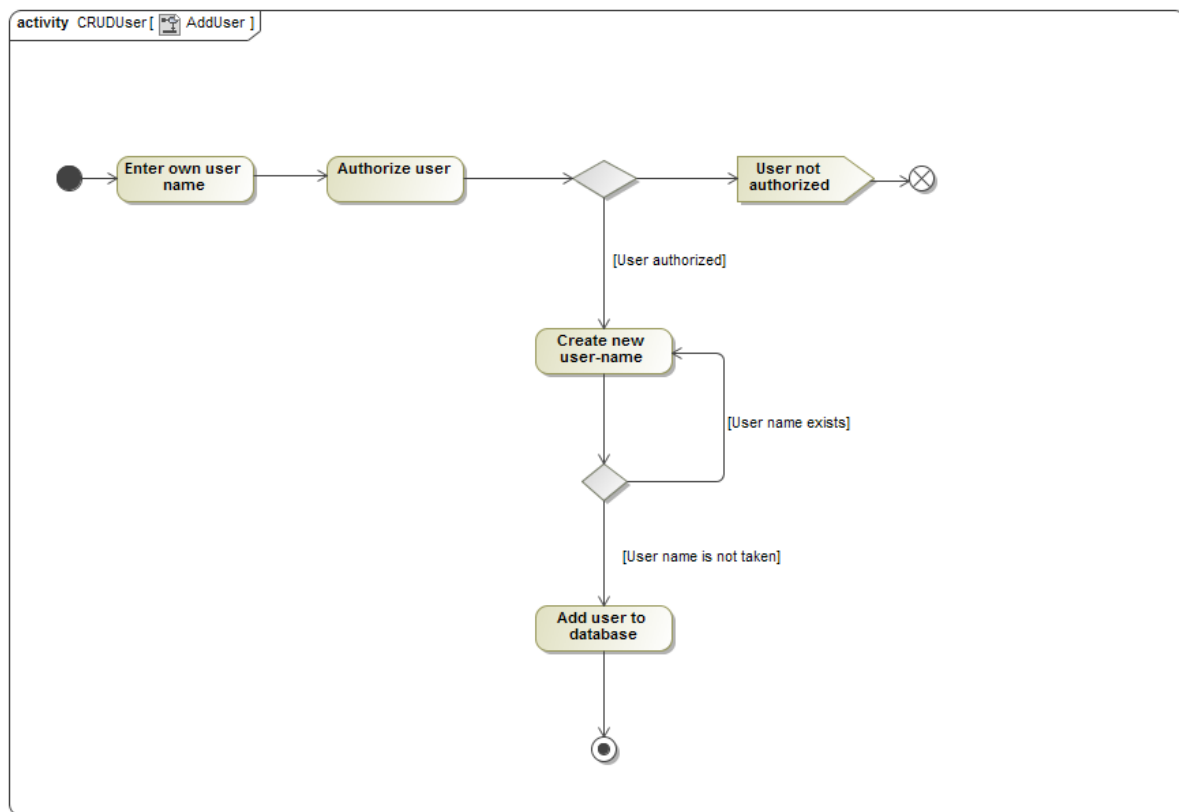 activity CRUDUser [ AddUser ]
Enter own user
name
Authorize user
User not
authorized
[User authorized]
Create new
user-name
[User name exists]
[User name is not taken]
Add user to
database